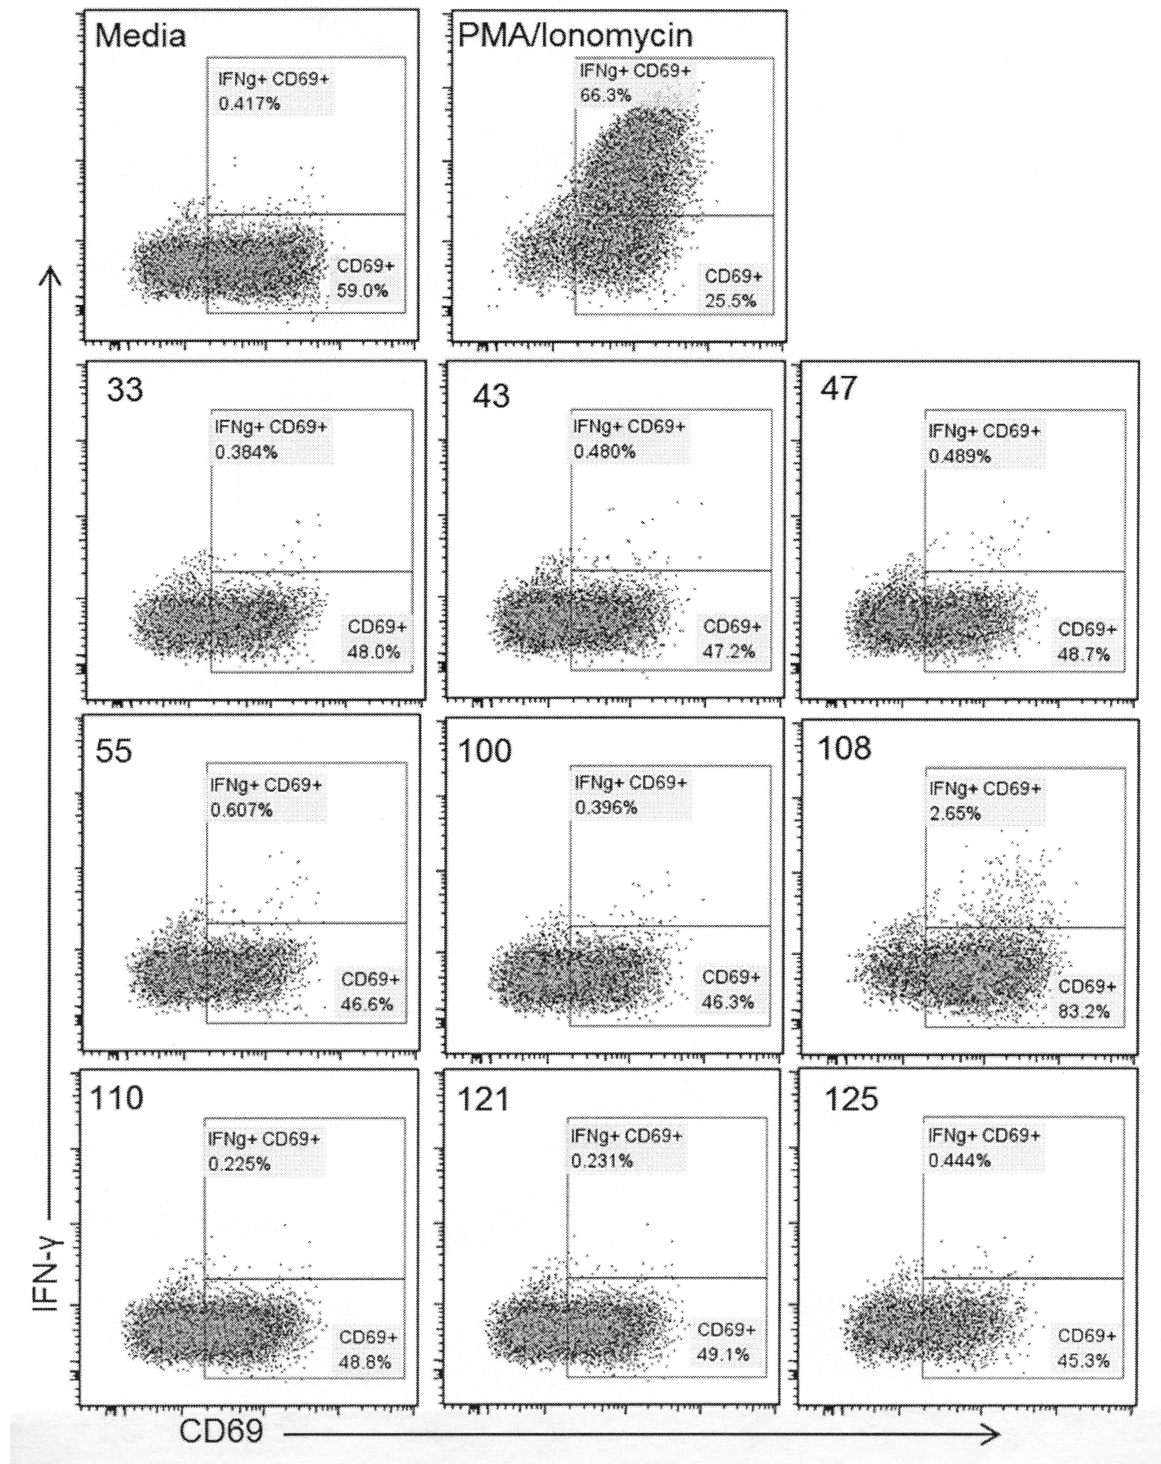 Media
IFNg+ CD69+
0.417%
CD69+
59.0%
PMA/Ionomycin
IFNg+ CD69+
66.3%
CD69+
25.5%
33
IFNg+ CD69+
0.384%
CD69+
48.0%
43
IFNg+ CD69+
0.480%
CD69+
47.2%
47
IFNg+ CD69+
0.489%
CD69+
48.7%
55
IFNg+ CD69+
0.607%
CD69+
46.6%
100
IFNg+ CD69+
0.396%
CD69+
46.3%
108
IFNg+ CD69+
2.65%
CD69+
83.2%
110
IFNg+ CD69+
0.225%
CD69+
48.8%
121
IFNg+ CD69+
0.231%
CD69+
49.1%
125
IFNg+ CD69+
0.444%
CD69+
45.3%
IFN-γ
CD69